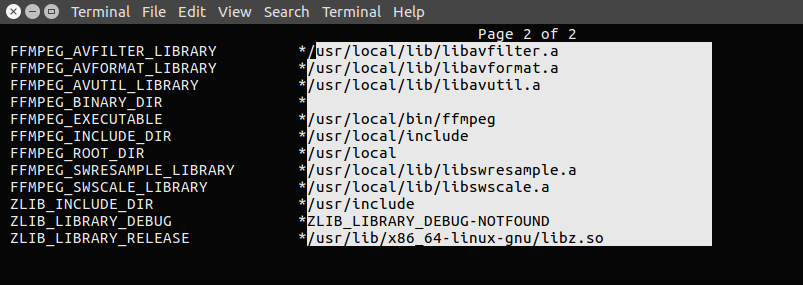 Terminal File Edit View Search Terminal Help
Page 2 of 2
FFMPEG_AVFILTER_LIBRARY */usr/local/lib/libavfilter.a
FFMPEG_AVFORMAT_LIBRARY */usr/local/lib/libavformat.a
FFMPEG_AVUTIL_LIBRARY */usr/local/lib/libavutil.a
FFMPEG_BINARY_DIR *
FFMPEG_EXECUTABLE */usr/local/bin/ffmpeg
FFMPEG_INCLUDE_DIR */usr/local/include
FFMPEG_ROOT_DIR */usr/local
FFMPEG_SWRESAMPLE_LIBRARY */usr/local/lib/libswresample.a
FFMPEG_SWSCALE_LIBRARY */usr/local/lib/libswscale.a
ZLIB_INCLUDE_DIR */usr/include
ZLIB_LIBRARY_DEBUG *ZLIB_LIBRARY_DEBUG-NOTFOUND
ZLIB_LIBRARY_RELEASE */usr/lib/x86_64-linux-gnu/libz.so